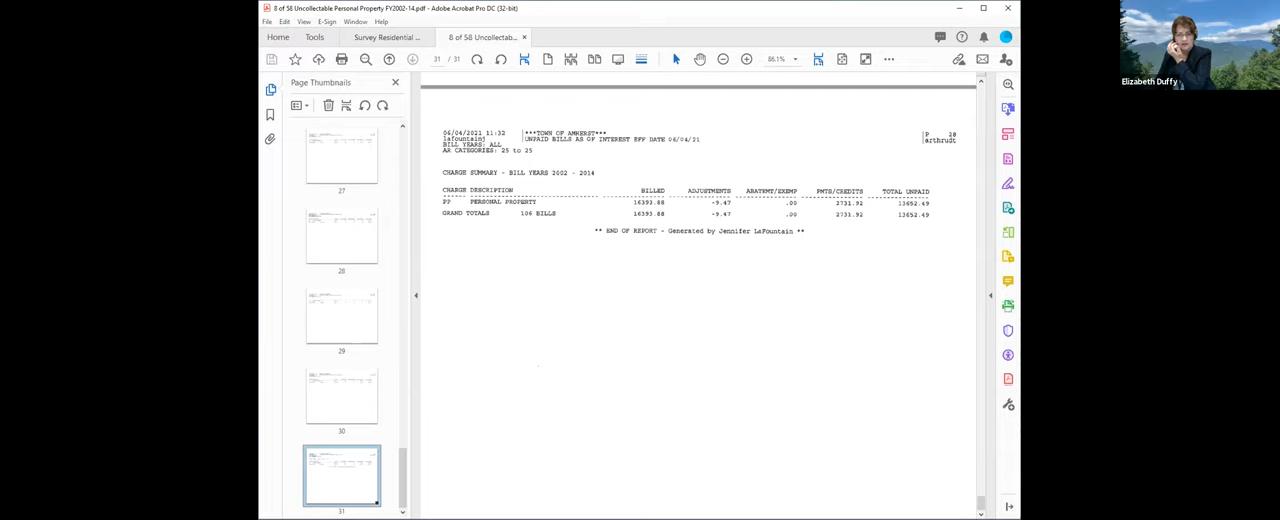 8 of 58 Uncollectable Personal Property FY2002-14.pdf - Adobe Acrobat Pro DC (32-bit)
File Edit View E-Sign Window Help
Home Tools Survey Residential ... 8 of 58 Uncollectab... ×
31 / 31 86.1%
Page Thumbnails
27
28
29
30
31
06/04/2021 11:32 |***TOWN OF AMHERST*** |P 28
lafountainj |UNPAID BILLS AS OF INTEREST EFF DATE 06/04/21 |arthrudt
BILL YEARS: ALL
AR CATEGORIES: 25 to 25
CHARGE SUMMARY - BILL YEARS 2002 - 2014
CHARGE DESCRIPTION BILLED ADJUSTMENTS ABATEMT/EXEMP PMTS/CREDITS TOTAL UNPAID
PP PERSONAL PROPERTY 16393.88 -9.47 .00 2731.92 13652.49
GRAND TOTALS 106 BILLS 16393.88 -9.47 .00 2731.92 13652.49
** END OF REPORT - Generated by Jennifer LaFountain **
Elizabeth Duffy